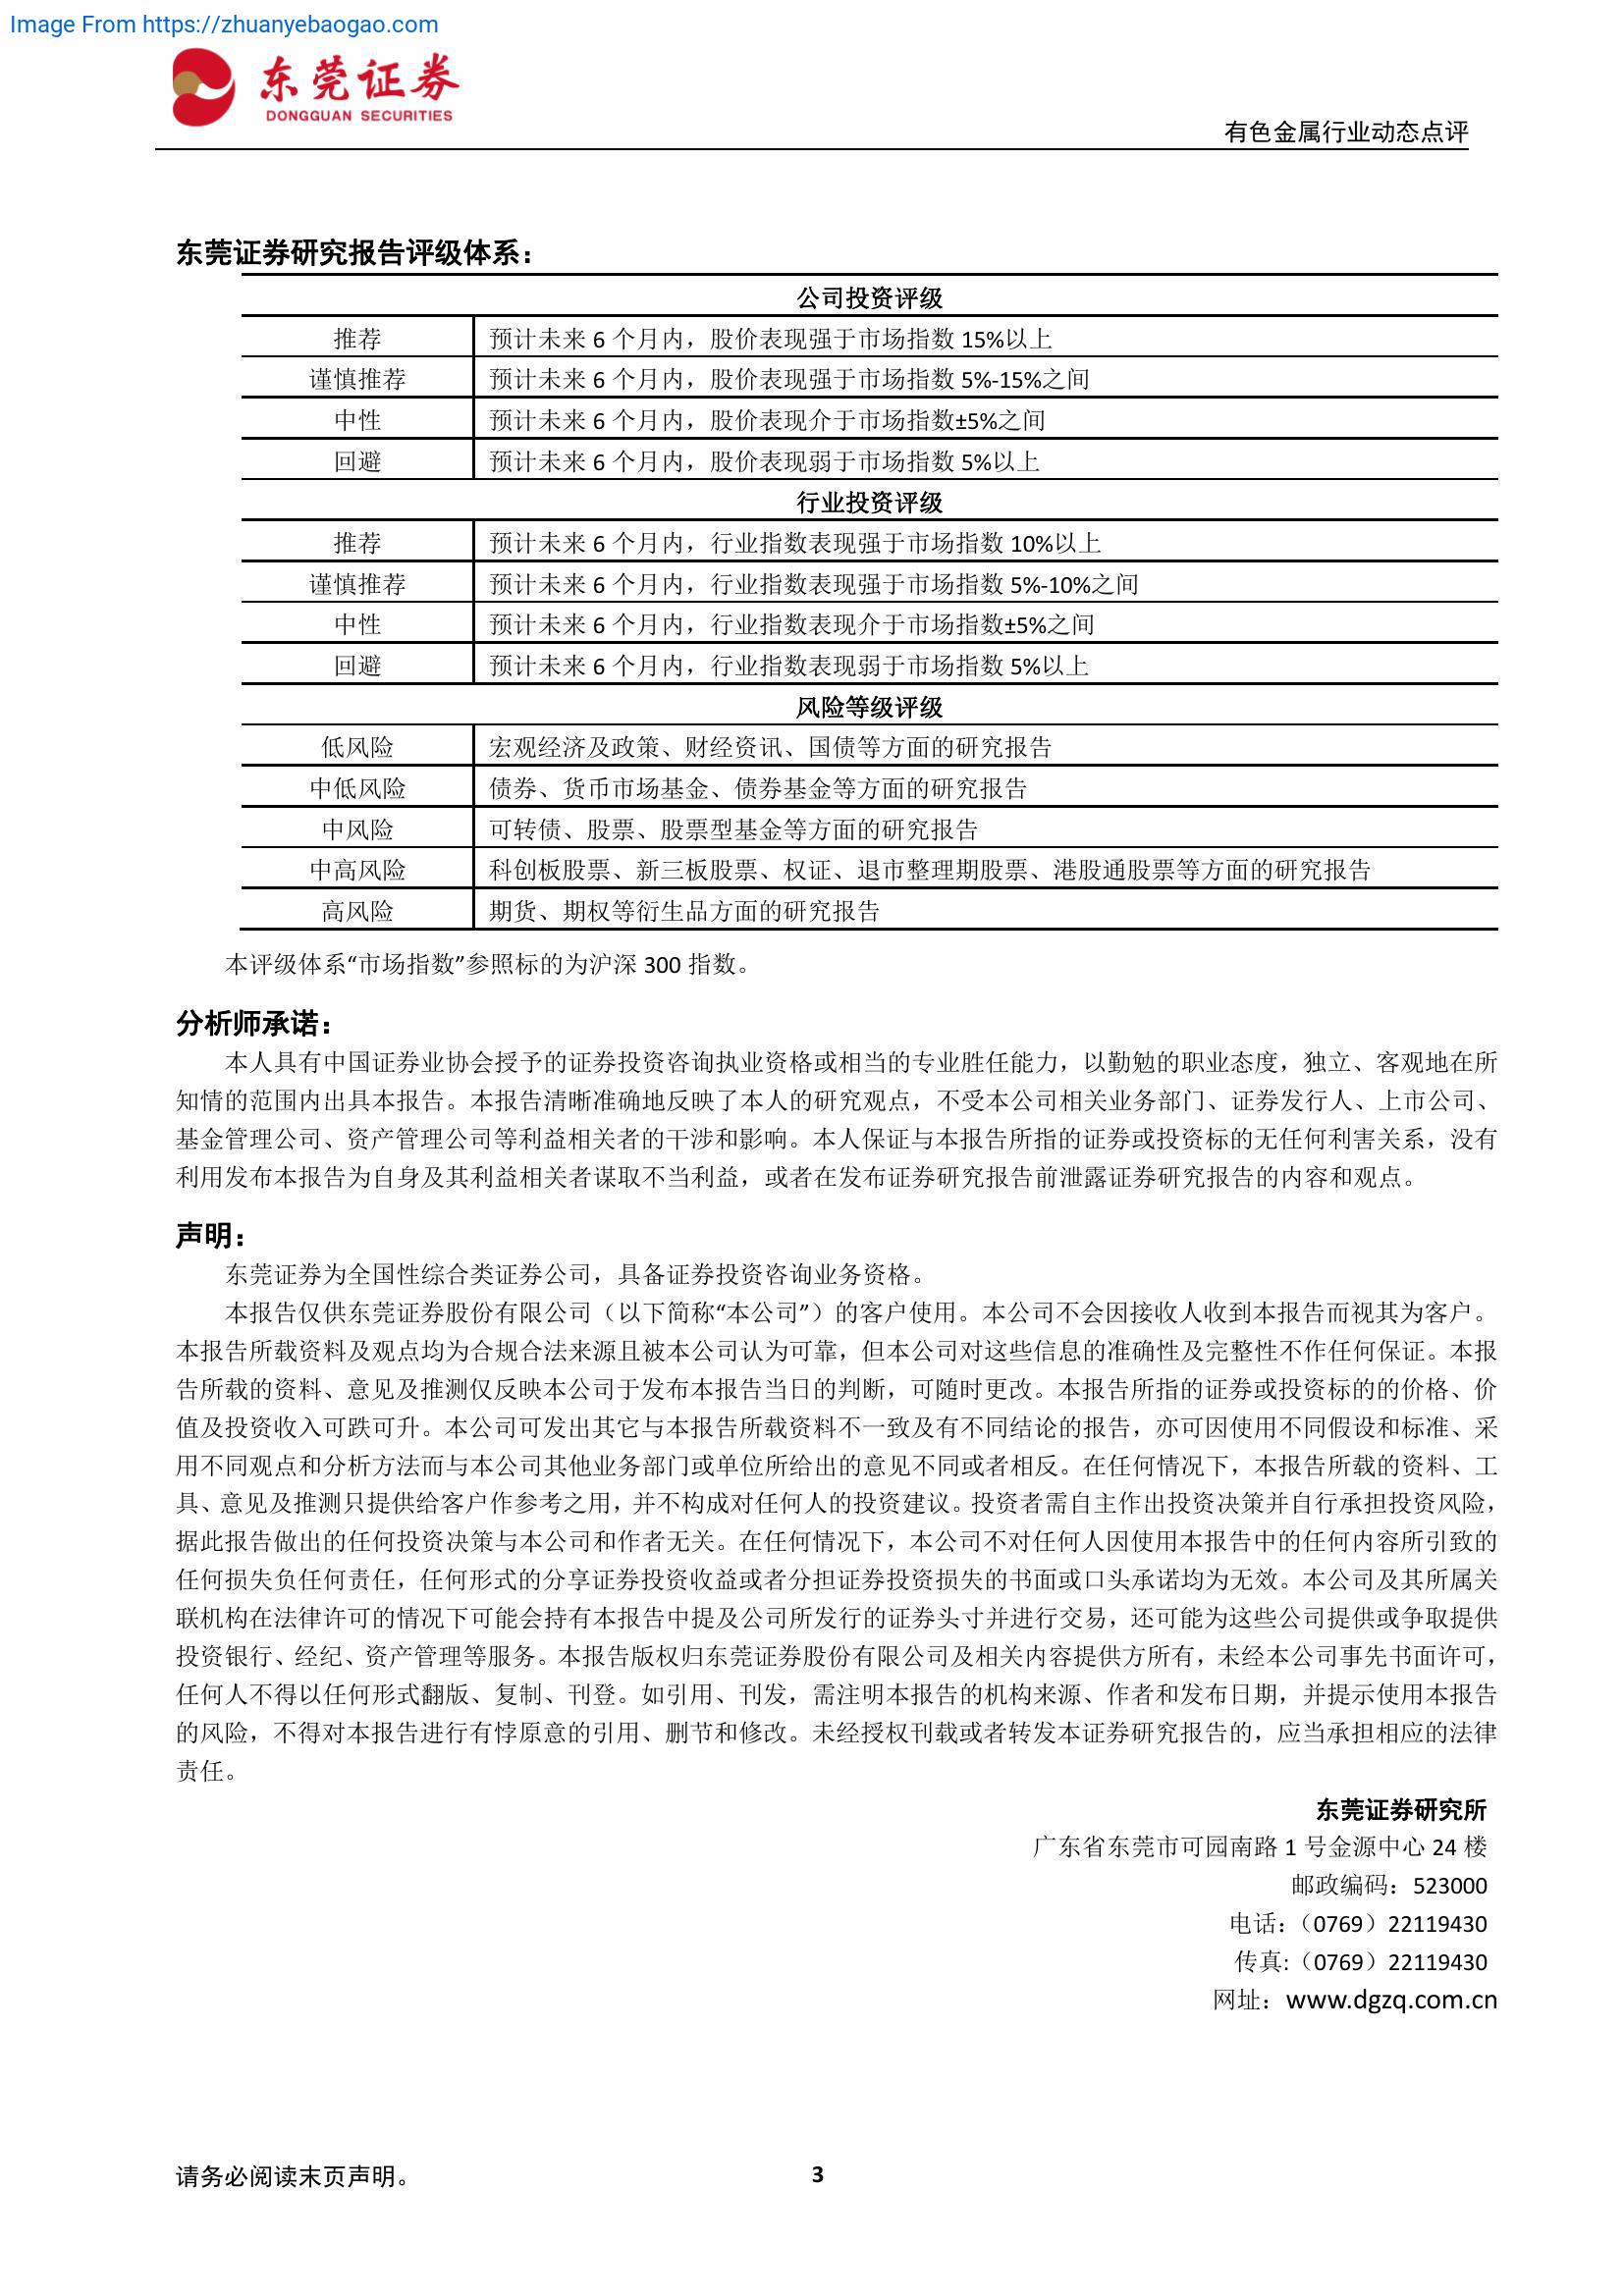 Image From https://zhuanyebaogao.com
东莞证券
DONGGUAN SECURITIES
有色金属行业动态点评
东莞证券研究报告评级体系：
公司投资评级
推荐 预计未来 6 个月内，股价表现强于市场指数 15%以上
谨慎推荐 预计未来 6 个月内，股价表现强于市场指数 5%-15%之间
中性 预计未来 6 个月内，股价表现介于市场指数±5%之间
回避 预计未来 6 个月内，股价表现弱于市场指数 5%以上
行业投资评级
推荐 预计未来 6 个月内，行业指数表现强于市场指数 10%以上
谨慎推荐 预计未来 6 个月内，行业指数表现强于市场指数 5%-10%之间
中性 预计未来 6 个月内，行业指数表现介于市场指数±5%之间
回避 预计未来 6 个月内，行业指数表现弱于市场指数 5%以上
风险等级评级
低风险 宏观经济及政策、财经资讯、国债等方面的研究报告
中低风险 债券、货币市场基金、债券基金等方面的研究报告
中风险 可转债、股票、股票型基金等方面的研究报告
中高风险 科创板股票、新三板股票、权证、退市整理期股票、港股通股票等方面的研究报告
高风险 期货、期权等衍生品方面的研究报告
本评级体系“市场指数”参照标的为沪深 300 指数。
分析师承诺：
本人具有中国证券业协会授予的证券投资咨询执业资格或相当的专业胜任能力，以勤勉的职业态度，独立、客观地在所
知情的范围内出具本报告。本报告清晰准确地反映了本人的研究观点，不受本公司相关业务部门、证券发行人、上市公司、
基金管理公司、资产管理公司等利益相关者的干涉和影响。本人保证与本报告所指的证券或投资标的无任何利害关系，没有
利用发布本报告为自身及其利益相关者谋取不当利益，或者在发布证券研究报告前泄露证券研究报告的内容和观点。
声明：
东莞证券为全国性综合类证券公司，具备证券投资咨询业务资格。
本报告仅供东莞证券股份有限公司（以下简称“本公司”）的客户使用。本公司不会因接收人收到本报告而视其为客户。
本报告所载资料及观点均为合规合法来源且被本公司认为可靠，但本公司对这些信息的准确性及完整性不作任何保证。本报
告所载的资料、意见及推测仅反映本公司于发布本报告当日的判断，可随时更改。本报告所指的证券或投资标的的价格、价
值及投资收入可跌可升。本公司可发出其它与本报告所载资料不一致及有不同结论的报告，亦可因使用不同假设和标准、采
用不同观点和分析方法而与本公司其他业务部门或单位所给出的意见不同或者相反。在任何情况下，本报告所载的资料、工
具、意见及推测只提供给客户作参考之用，并不构成对任何人的投资建议。投资者需自主作出投资决策并自行承担投资风险，
据此报告做出的任何投资决策与本公司和作者无关。在任何情况下，本公司不对任何人因使用本报告中的任何内容所引致的
任何损失负任何责任，任何形式的分享证券投资收益或者分担证券投资损失的书面或口头承诺均为无效。本公司及其所属关
联机构在法律许可的情况下可能会持有本报告中提及公司所发行的证券头寸并进行交易，还可能为这些公司提供或争取提供
投资银行、经纪、资产管理等服务。本报告版权归东莞证券股份有限公司及相关内容提供方所有，未经本公司事先书面许可，
任何人不得以任何形式翻版、复制、刊登。如引用、刊发，需注明本报告的机构来源、作者和发布日期，并提示使用本报告
的风险，不得对本报告进行有悖原意的引用、删节和修改。未经授权刊载或者转发本证券研究报告的，应当承担相应的法律
责任。
东莞证券研究所
广东省东莞市可园南路 1 号金源中心 24 楼
邮政编码：523000
电话：（0769）22119430
传真:（0769）22119430
网址：www.dgzq.com.cn
请务必阅读末页声明。
3